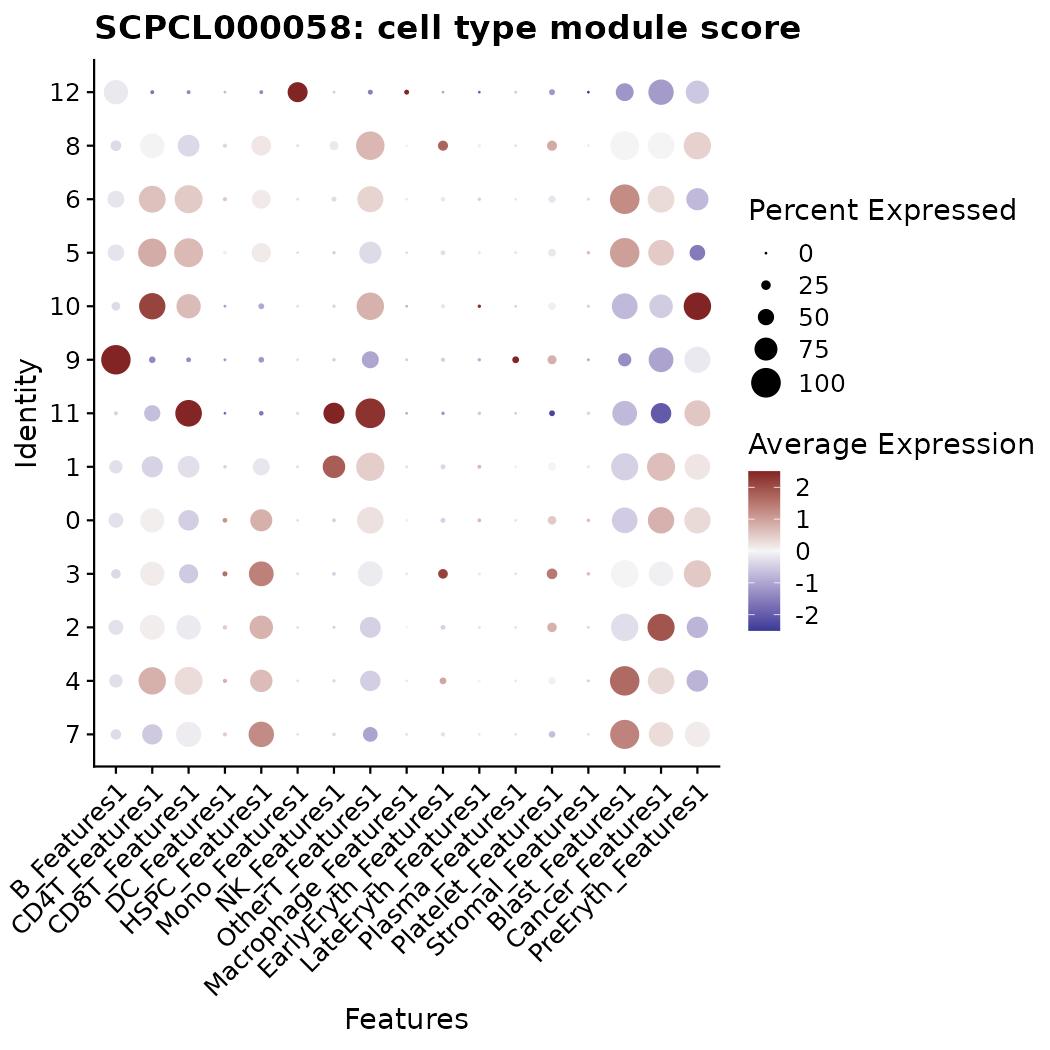 SCPCL000058: cell type module score
Identity
12
8
6
5
10
9
11
1
0
3
2
4
7
B_Features1
CD4T_Features1
CD8T_Features1
DC_Features1
HSPC_Features1
Mono_Features1
NK_Features1
OtherT_Features1
Macrophage_Features1
EarlyEryth_Features1
LateEryth_Features1
Plasma_Features1
Platelet_Features1
Stromal_Features1
Blast_Features1
Cancer_Features1
PreEryth_Features1
Features
Percent Expressed
0
25
50
75
100
Average Expression
2
1
0
-1
-2